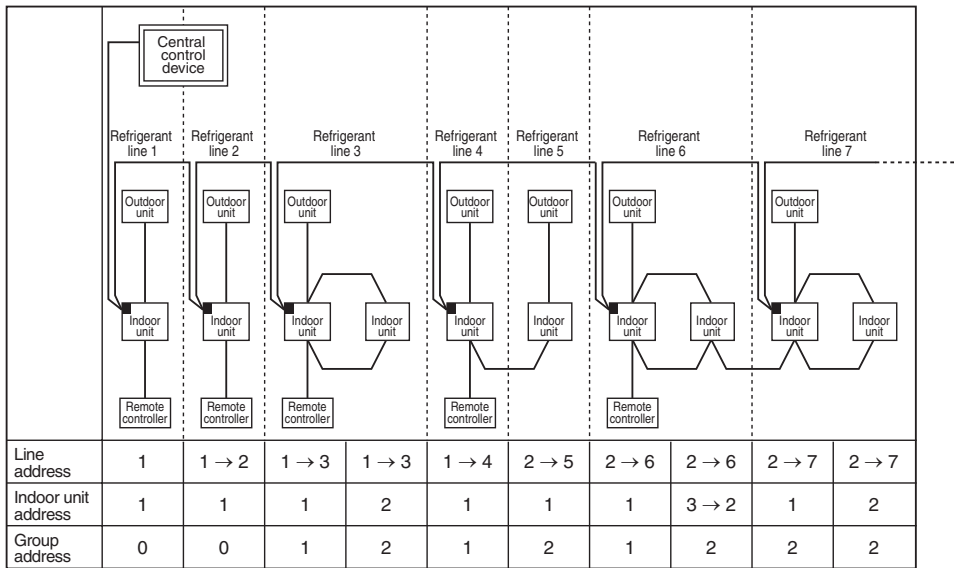 Central
control
device
Refrigerant
line 1
Refrigerant
line 2
Refrigerant
line 3
Refrigerant
line 4
Refrigerant
line 5
Refrigerant
line 6
Refrigerant
line 7
Outdoor
unit
Outdoor
unit
Outdoor
unit
Outdoor
unit
Outdoor
unit
Outdoor
unit
Outdoor
unit
Indoor
unit
Indoor
unit
Indoor
unit
Indoor
unit
Indoor
unit
Indoor
unit
Indoor
unit
Indoor
unit
Indoor
unit
Indoor
unit
Remote
controller
Remote
controller
Remote
controller
Remote
controller
Remote
controller
Line
address
1 1 → 2 1 → 3 1 → 3 1 → 4 2 → 5 2 → 6 2 → 6 2 → 7 2 → 7
Indoor unit
address
1 1 1 2 1 1 1 3 → 2 1 2
Group
address
0 0 1 2 1 2 1 2 2 2